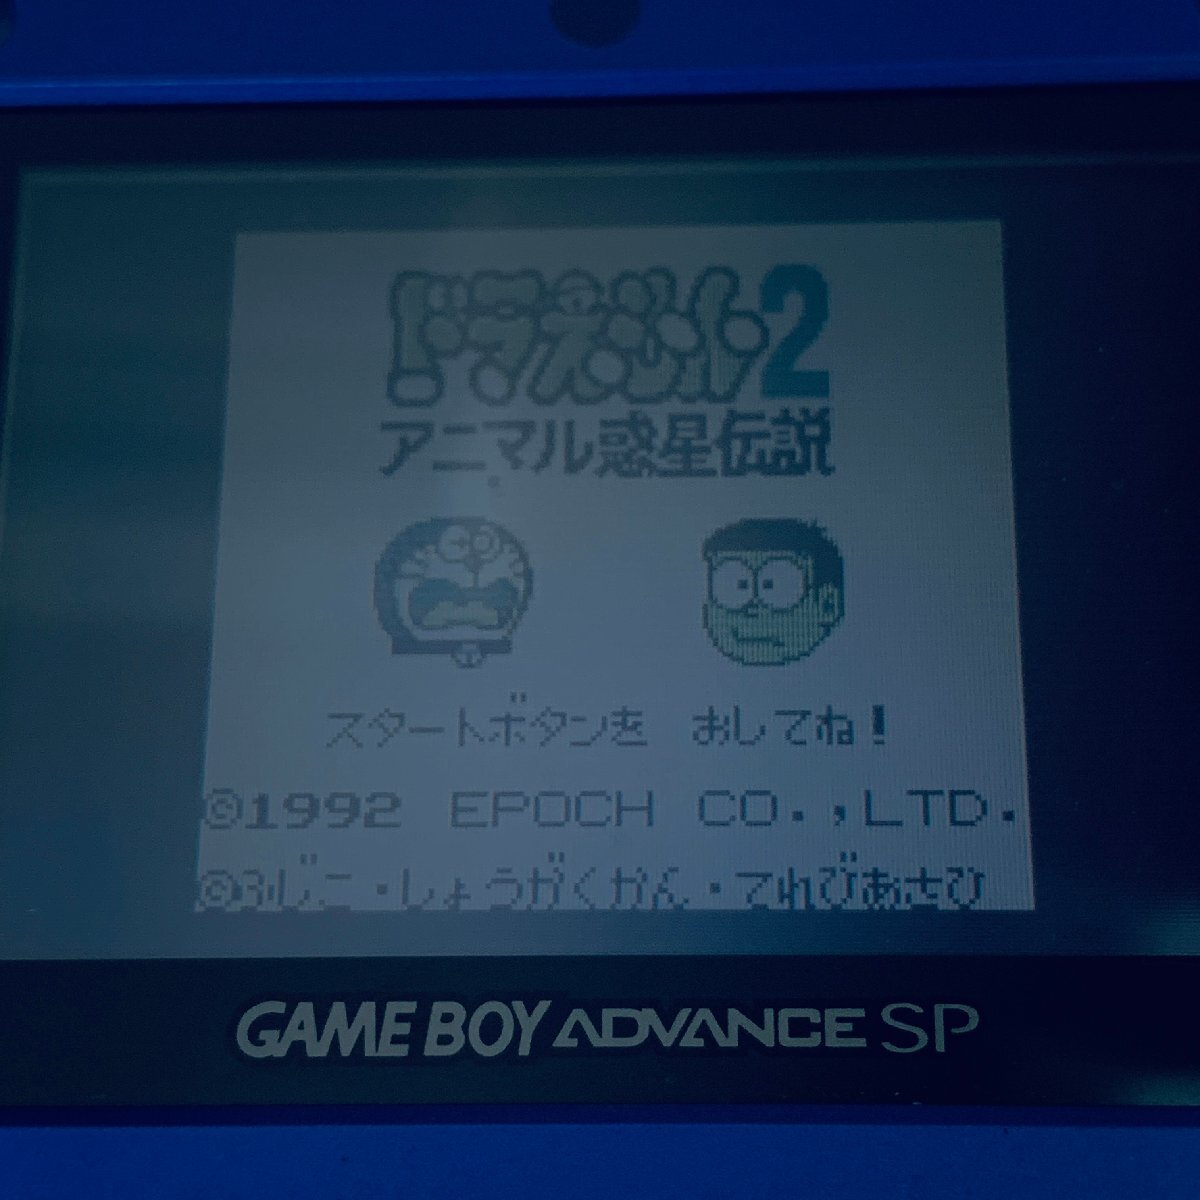 ドラえもん2
アニマル惑星伝説
スタートボタンを おしてね!
©1992 EPOCH CO.,LTD.
©ふじこ・しょうがくかん・てれびあさひ
GAME BOY ADVANCE SP